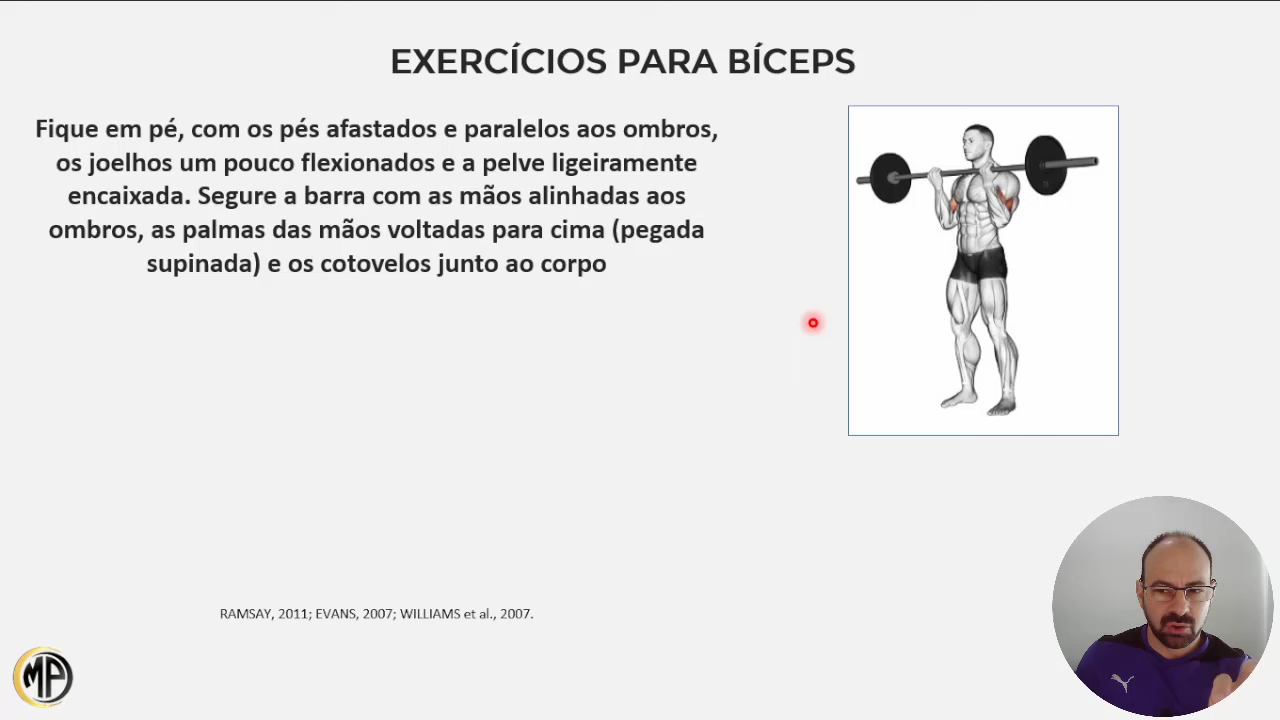 EXERCÍCIOS PARA BÍCEPS
Fique em pé, com os pés afastados e paralelos aos ombros,
os joelhos um pouco flexionados e a pelve ligeiramente
encaixada. Segure a barra com as mãos alinhadas aos
ombros, as palmas das mãos voltadas para cima (pegada
supinada) e os cotovelos junto ao corpo
RAMSAY, 2011; EVANS, 2007; WILLIAMS et al., 2007.
MP